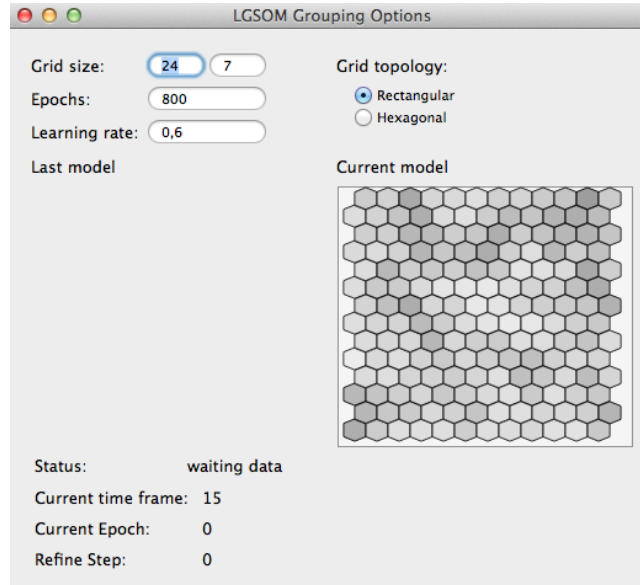 LGSOM Grouping Options
Grid size: 24 7
Epochs: 800
Learning rate: 0,6
Grid topology:
Rectangular
Hexagonal
Last model
Current model
Status: waiting data
Current time frame: 15
Current Epoch: 0
Refine Step: 0